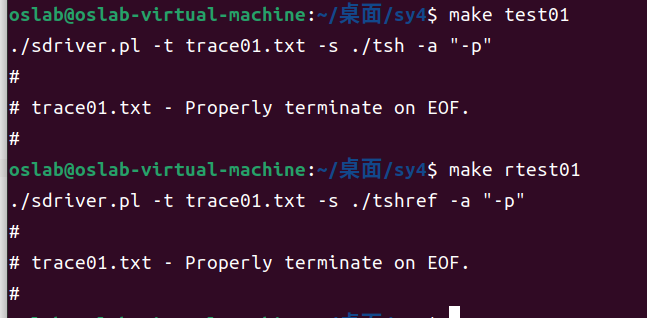 oslab@oslab-virtual-machine:~/桌面/sy4$ make test01
./sdriver.pl -t trace01.txt -s ./tsh -a "-p"
#
# trace01.txt - Properly terminate on EOF.
#
oslab@oslab-virtual-machine:~/桌面/sy4$ make rtest01
./sdriver.pl -t trace01.txt -s ./tshref -a "-p"
#
# trace01.txt - Properly terminate on EOF.
#